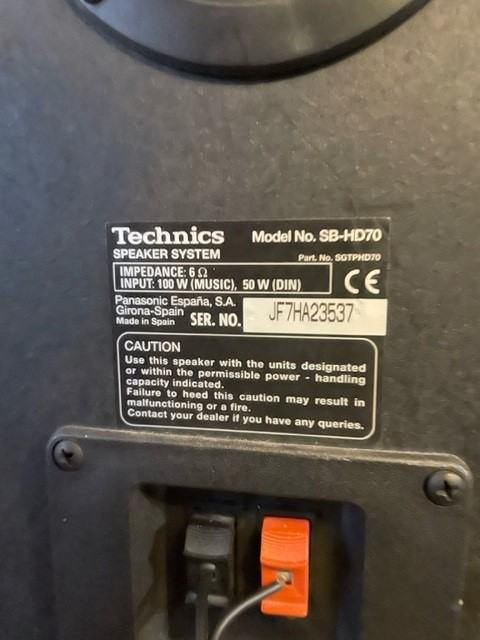 Technics Model No. SB-HD70
SPEAKER SYSTEM Part. No. SGTPHD70
IMPEDANCE: 6 Ω
INPUT: 100 W (MUSIC), 50 W (DIN)
CE
Panasonic España, S.A.
Girona-Spain
Made in Spain SER. NO. JF7HA23537
CAUTION
Use this speaker with the units designated
or within the permissible power - handling
capacity indicated.
Failure to heed this caution may result in
malfunctioning or a fire.
Contact your dealer if you have any queries.